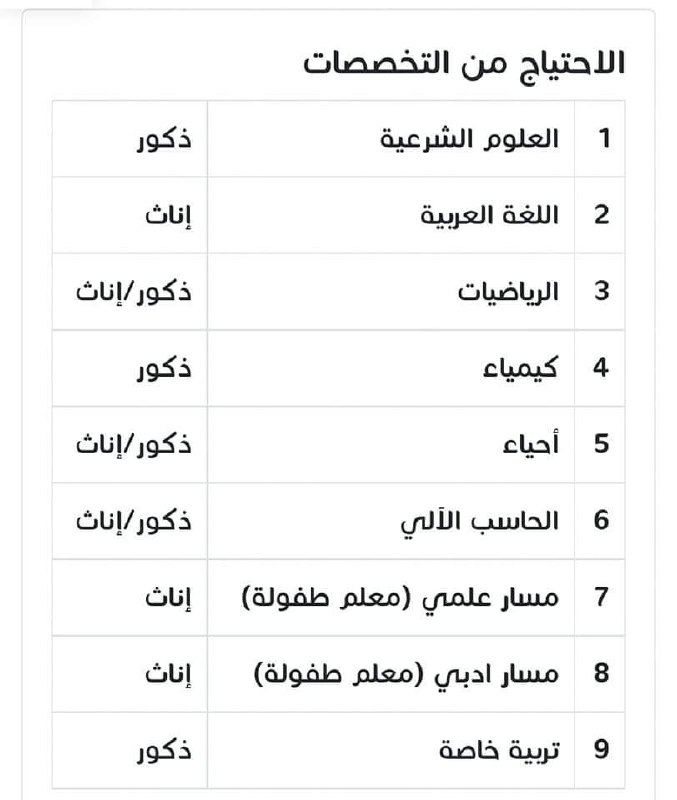 الاحتياج من التخصصات
1 العلوم الشرعية ذكور
2 اللغة العربية إناث
3 الرياضيات ذكور/إناث
4 كيمياء ذكور
5 أحياء ذكور/إناث
6 الحاسب الآلي ذكور/إناث
7 مسار علمي (معلم طفولة) إناث
8 مسار ادبي (معلم طفولة) إناث
9 تربية خاصة ذكور